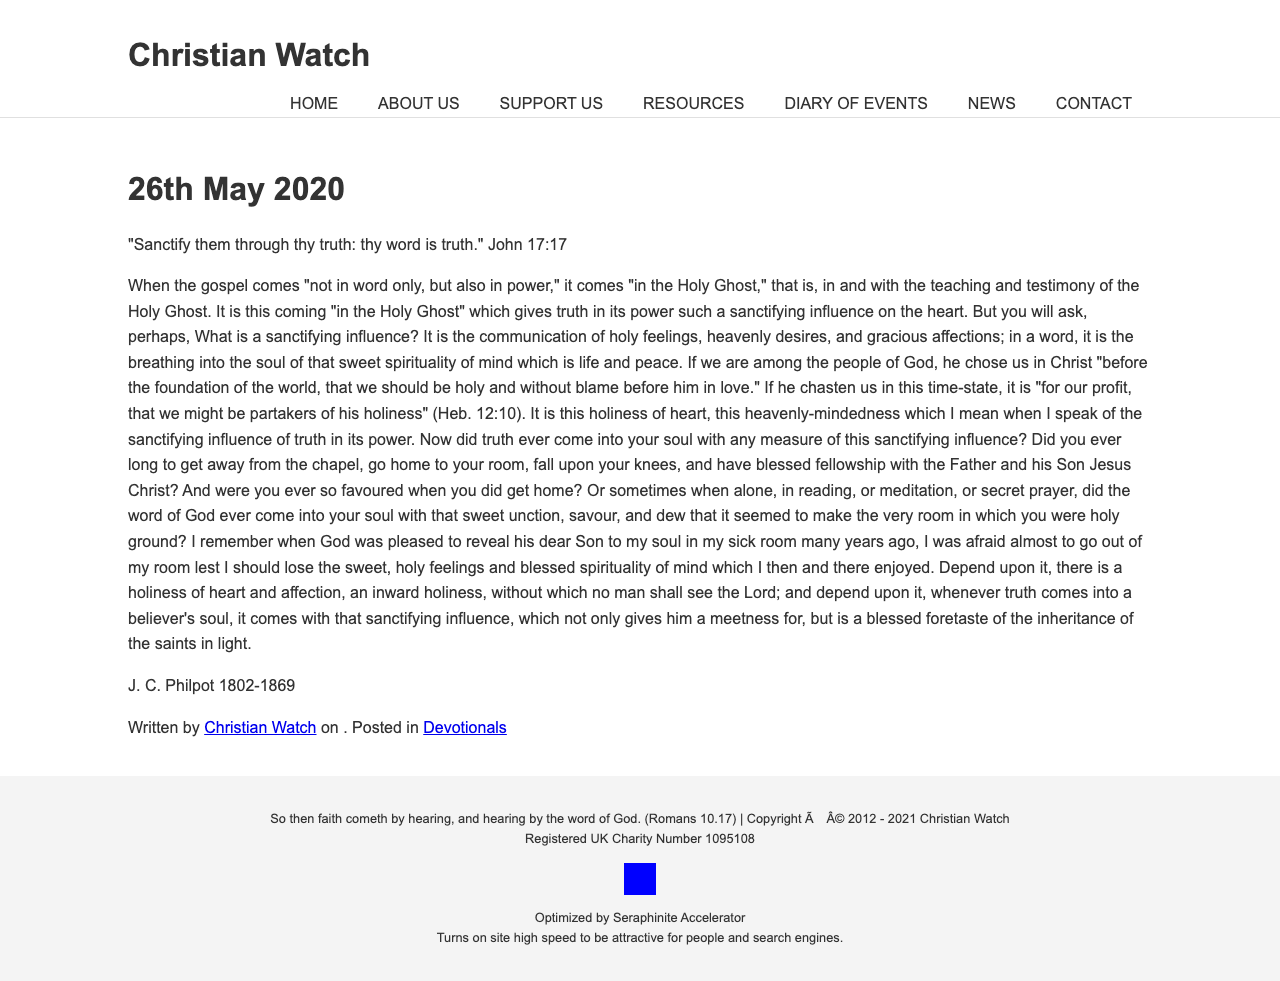 Christian Watch
HOME ABOUT US SUPPORT US RESOURCES DIARY OF EVENTS NEWS CONTACT
26th May 2020
"Sanctify them through thy truth: thy word is truth." John 17:17
When the gospel comes "not in word only, but also in power," it comes "in the Holy Ghost," that is, in and with the teaching and testimony of the
Holy Ghost. It is this coming "in the Holy Ghost" which gives truth in its power such a sanctifying influence on the heart. But you will ask,
perhaps, What is a sanctifying influence? It is the communication of holy feelings, heavenly desires, and gracious affections; in a word, it is the
breathing into the soul of that sweet spirituality of mind which is life and peace. If we are among the people of God, he chose us in Christ "before
the foundation of the world, that we should be holy and without blame before him in love." If he chasten us in this time-state, it is "for our profit,
that we might be partakers of his holiness" (Heb. 12:10). It is this holiness of heart, this heavenly-mindedness which I mean when I speak of the
sanctifying influence of truth in its power. Now did truth ever come into your soul with any measure of this sanctifying influence? Did you ever
long to get away from the chapel, go home to your room, fall upon your knees, and have blessed fellowship with the Father and his Son Jesus
Christ? And were you ever so favoured when you did get home? Or sometimes when alone, in reading, or meditation, or secret prayer, did the
word of God ever come into your soul with that sweet unction, savour, and dew that it seemed to make the very room in which you were holy
ground? I remember when God was pleased to reveal his dear Son to my soul in my sick room many years ago, I was afraid almost to go out of
my room lest I should lose the sweet, holy feelings and blessed spirituality of mind which I then and there enjoyed. Depend upon it, there is a
holiness of heart and affection, an inward holiness, without which no man shall see the Lord; and depend upon it, whenever truth comes into a
believer's soul, it comes with that sanctifying influence, which not only gives him a meetness for, but is a blessed foretaste of the inheritance of
the saints in light.
J. C. Philpot 1802-1869
Written by Christian Watch on . Posted in Devotionals
So then faith cometh by hearing, and hearing by the word of God. (Romans 10.17) | Copyright Ã Â© 2012 - 2021 Christian Watch
Registered UK Charity Number 1095108
Optimized by Seraphinite Accelerator
Turns on site high speed to be attractive for people and search engines.